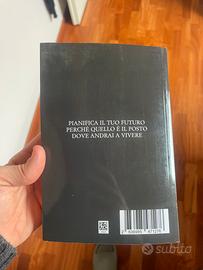 PIANIFICA IL TUO FUTURO
PERCHÉ QUELLO È IL POSTO
DOVE ANDRAI A VIVERE
subito